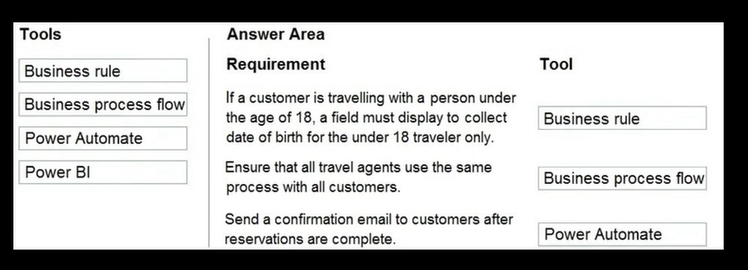 Tools
Answer Area
Requirement
Tool
Business rule
Business process flow
Power Automate
Power BI
If a customer is travelling with a person under
the age of 18, a field must display to collect
date of birth for the under 18 traveler only.
Business rule
Ensure that all travel agents use the same
process with all customers.
Business process flow
Send a confirmation email to customers after
reservations are complete.
Power Automate